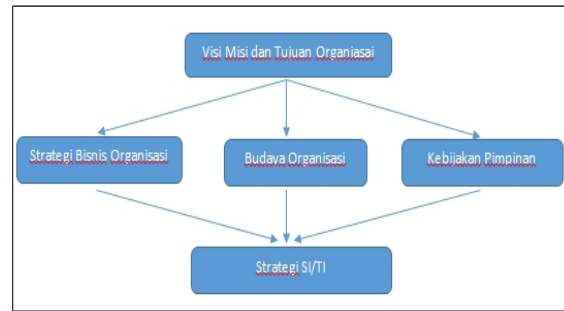 Visi Misi dan Tujuan Organiasai
Strategi Bisnis Organisasi
Budaya Organisasi
Kebijakan Pimpinan
Strategi SI/TI